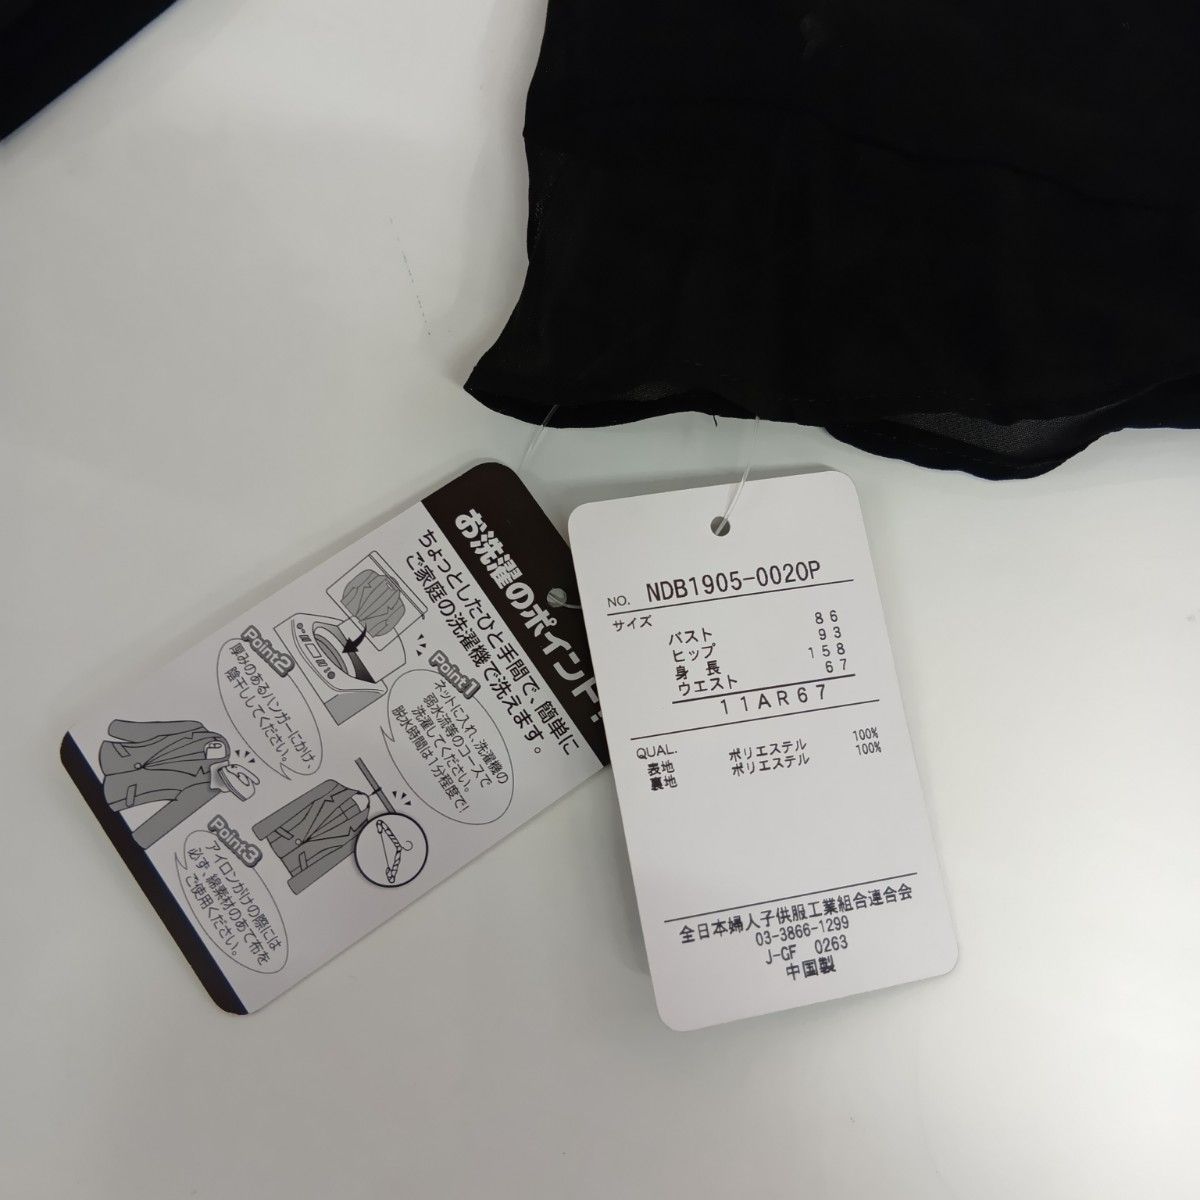 お洗濯のポイント!
ちょっとしたひと手間で、簡単に
ご家庭の洗濯機で洗えます。
Point1
ネットに入れ、洗濯機の
弱水流等のコースで
洗濯してください。
脱水時間は1分程度で!
Point2
厚みのあるハンガーにかけ、
陰干ししてください。
Point3
アイロンがけの際には
必ず、綿素材のあて布を
ご使用ください。
NO. NDB1905-0020P
サイズ
バスト 86
ヒップ 93
身長 158
ウエスト 67
11AR67
QUAL.
表地 ポリエステル 100%
裏地 ポリエステル 100%
全日本婦人子供服工業組合連合会
03-3866-1299
J-GF 0263
中国製